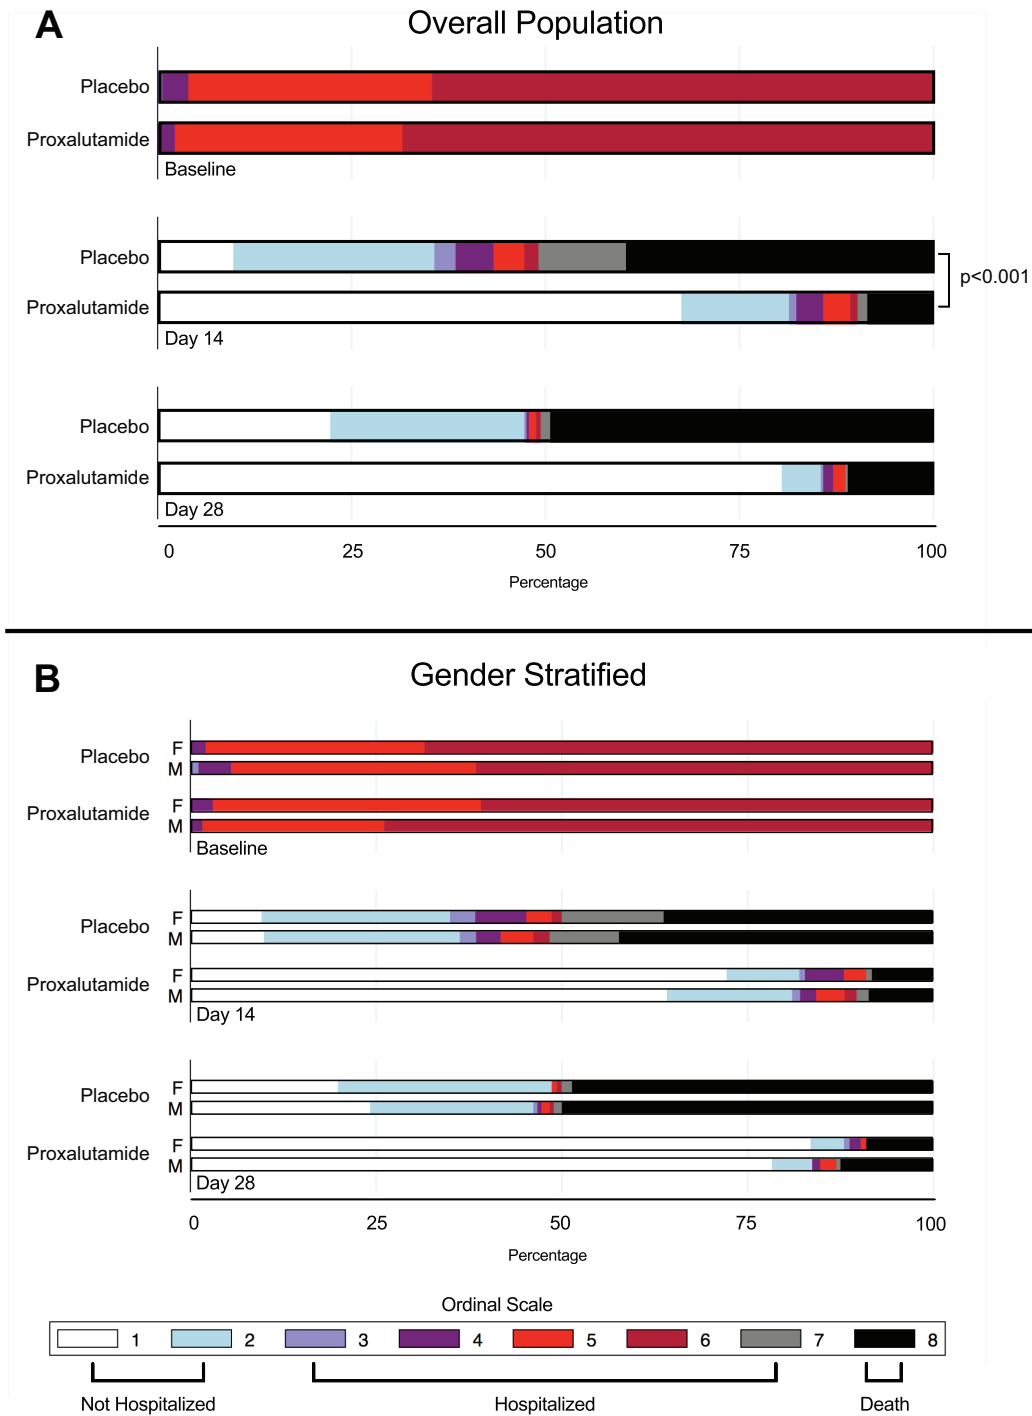 A
Overall Population
Placebo
Proxalutamide
Baseline
Placebo
Proxalutamide
Day 14
p<0.001
Placebo
Proxalutamide
Day 28
0 25 50 75 100
Percentage
B
Gender Stratified
Placebo F
M
Proxalutamide F
M
Baseline
Placebo F
M
Proxalutamide F
M
Day 14
Placebo F
M
Proxalutamide F
M
Day 28
0 25 50 75 100
Percentage
Ordinal Scale
1 2 3 4 5 6 7 8
Not Hospitalized Hospitalized Death